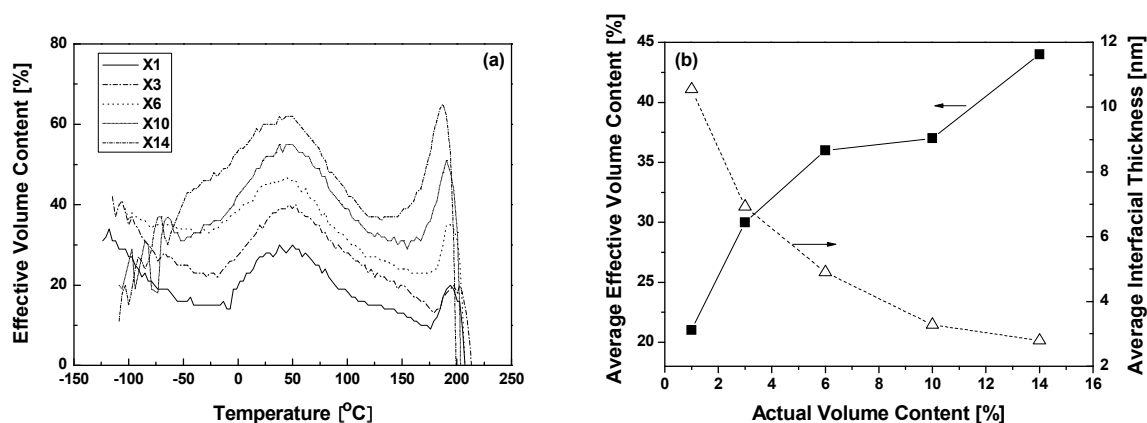 80
60
40
20
0
-150 -100 -50 0 50 100 150 200 250
Effective Volume Content [%]
Temperature [°C]
X1
X3
X6
X10
X14
(a)
45
40
35
30
25
20
0 2 4 6 8 10 12 14 16
12
10
8
6
4
2
Average Effective Volume Content [%]
Actual Volume Content [%]
Average Interfacial Thickness [nm]
(b)